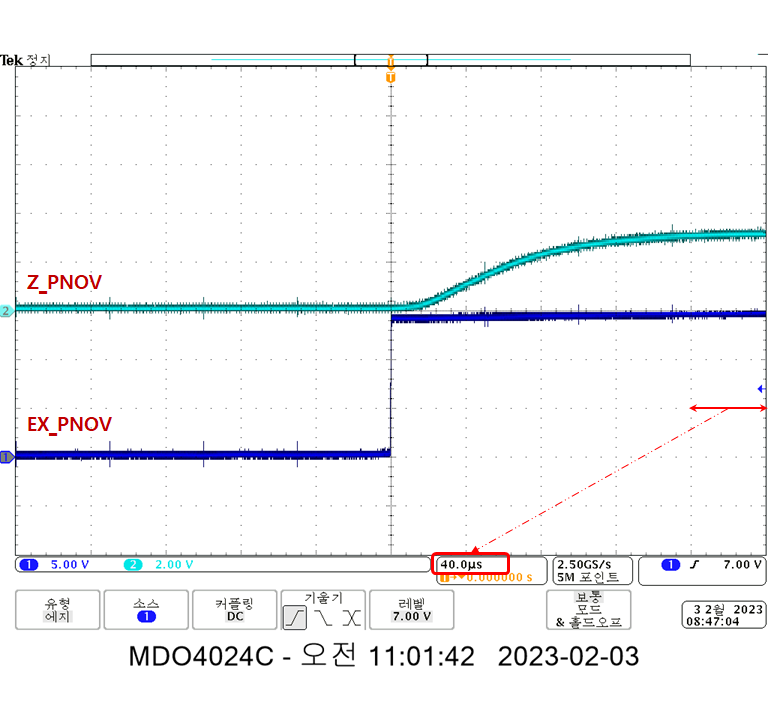 Tek 정지
T
T
Z_PNOV
2
EX_PNOV
1
1 5.00 V 2 2.00 V 40.0µs 2.50GS/s 1 7.00 V
T→▼0.000000 s 5M 포인트
유형 소스 커플링 기울기 레벨 보통
에지 1 DC 7.00 V 모드
& 홀드오프
3 2월 2023
08:47:04
MDO4024C - 오전 11:01:42 2023-02-03